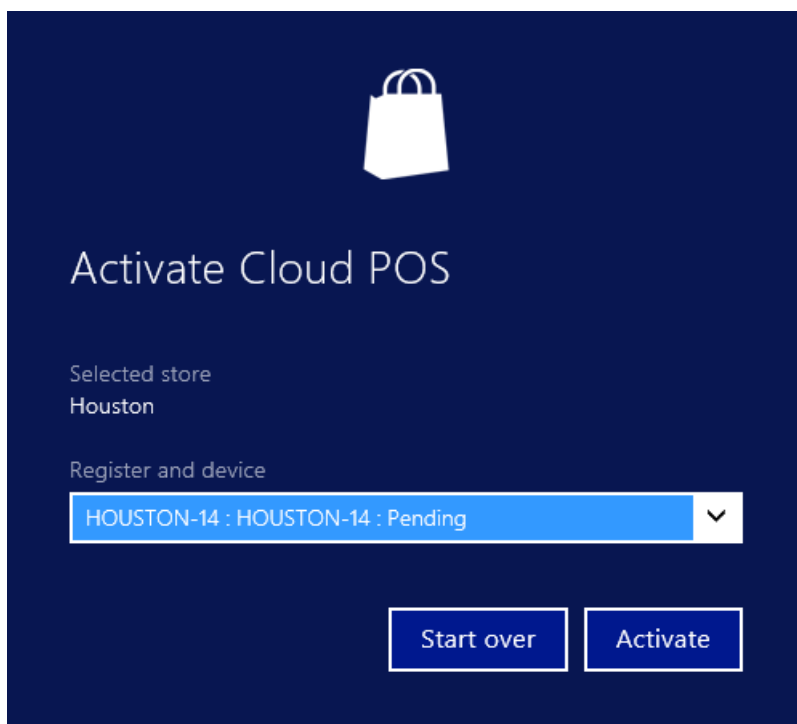 Activate Cloud POS
Selected store
Houston
Register and device
HOUSTON-14 : HOUSTON-14 : Pending
Start over
Activate